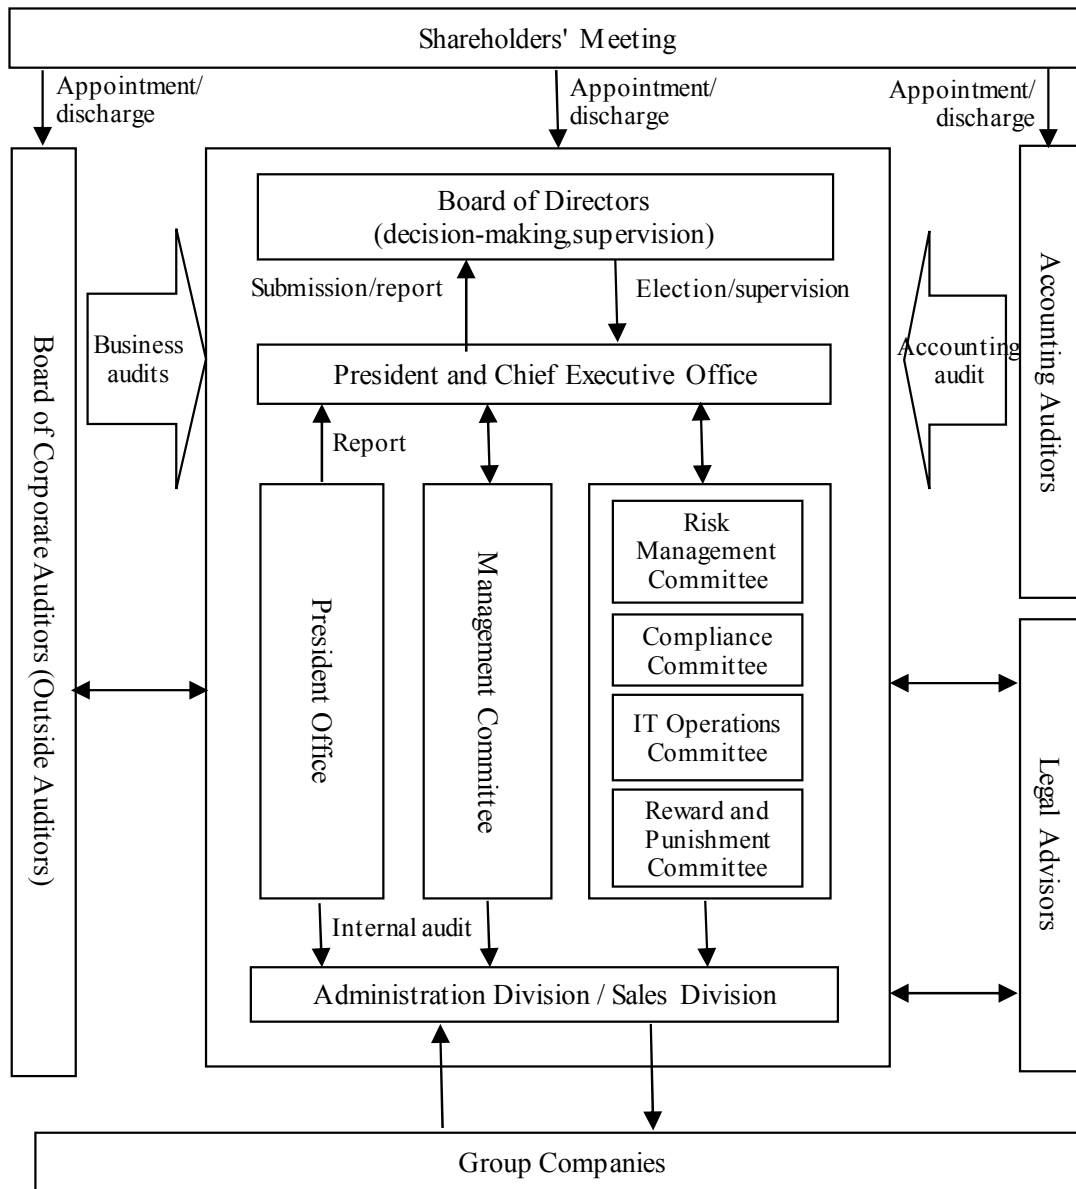 Shareholders' Meeting
Appointment/
discharge
Appointment/
discharge
Appointment/
discharge
Board of Directors
(decision-making,supervision)
Submission/report
Election/supervision
Business
audits
Accounting
audit
President and Chief Executive Office
Report
Board of Corporate Auditors (Outside Auditors)
Accounting Auditors
President Office
Management Committee
Risk
Management
Committee
Compliance
Committee
IT Operations
Committee
Reward and
Punishment
Committee
Legal Advisors
Internal audit
Administration Division / Sales Division
Group Companies